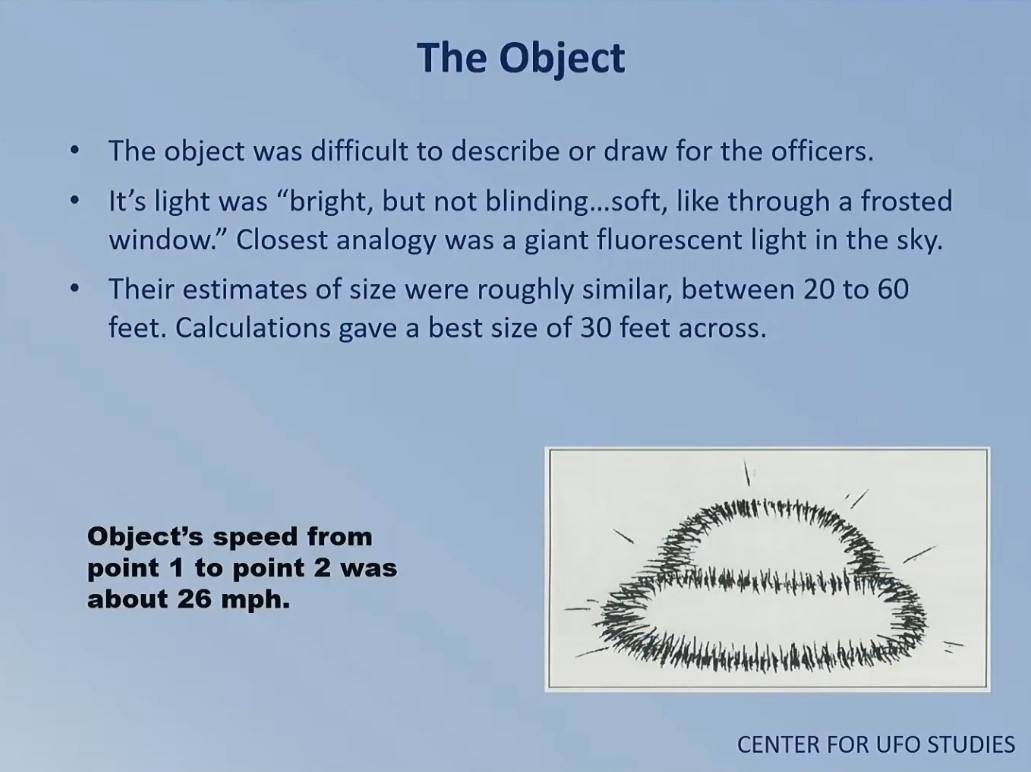 The Object
• The object was difficult to describe or draw for the officers.
• It’s light was “bright, but not blinding…soft, like through a frosted
window.” Closest analogy was a giant fluorescent light in the sky.
• Their estimates of size were roughly similar, between 20 to 60
feet. Calculations gave a best size of 30 feet across.
Object’s speed from
point 1 to point 2 was
about 26 mph.
CENTER FOR UFO STUDIES